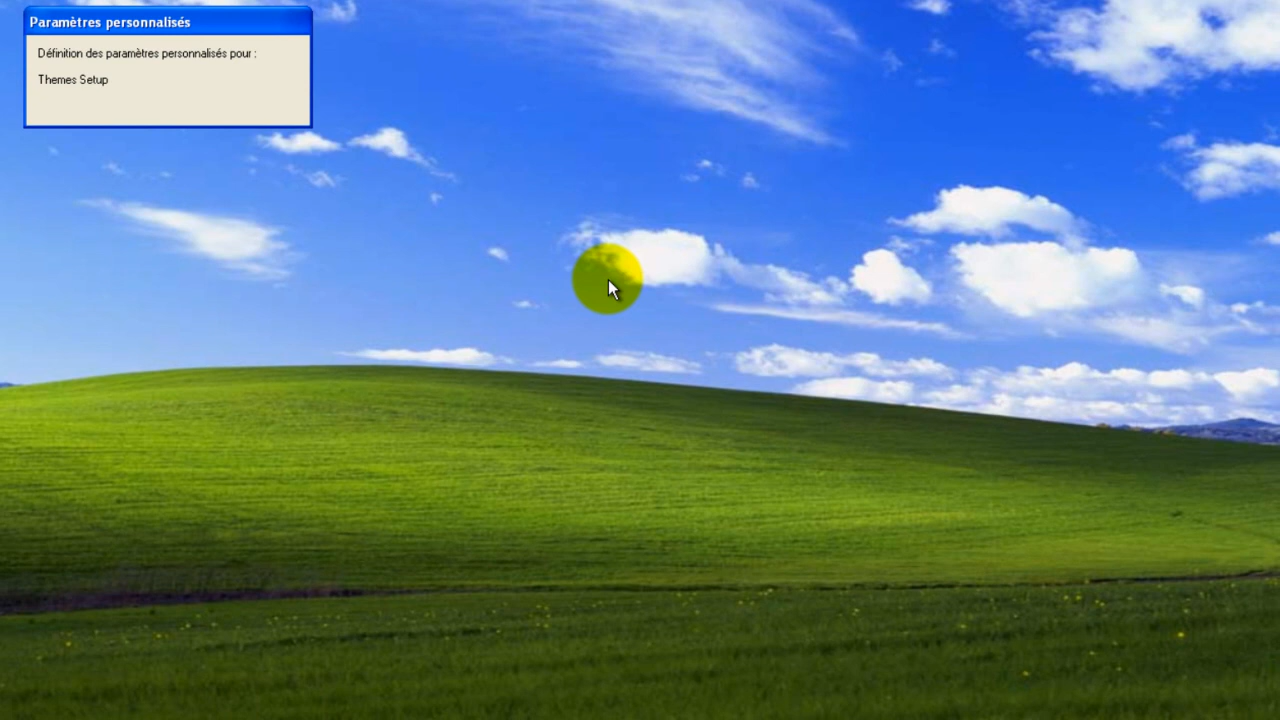 Paramètres personnalisés
Définition des paramètres personnalisés pour :
Themes Setup